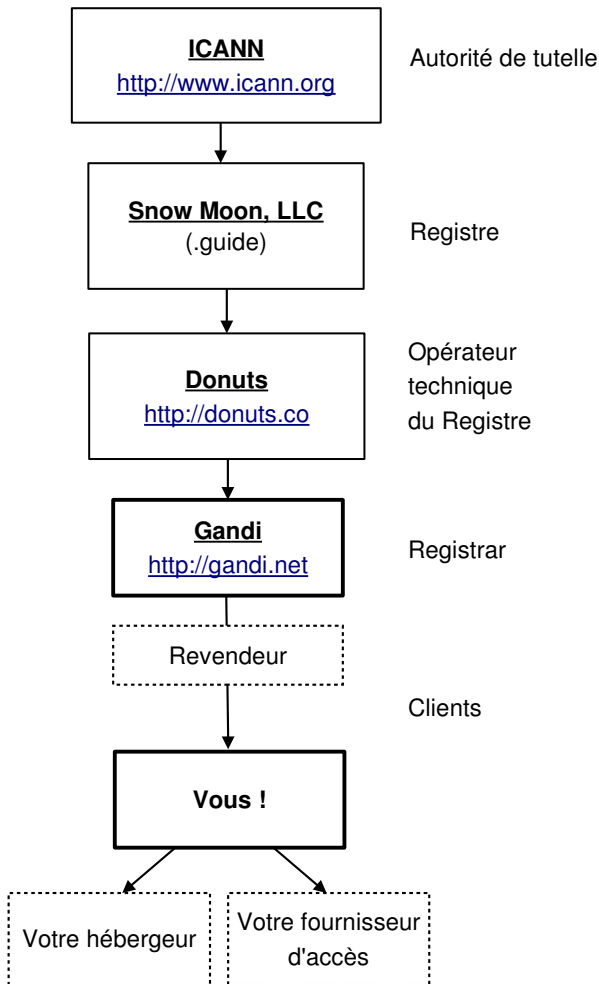 ICANN
http://www.icann.org
Autorité de tutelle
Snow Moon, LLC
(.guide)
Registre
Donuts
http://donuts.co
Opérateur
technique
du Registre
Gandi
http://gandi.net
Registrar
Revendeur
Clients
Vous !
Votre hébergeur
Votre fournisseur
d'accès